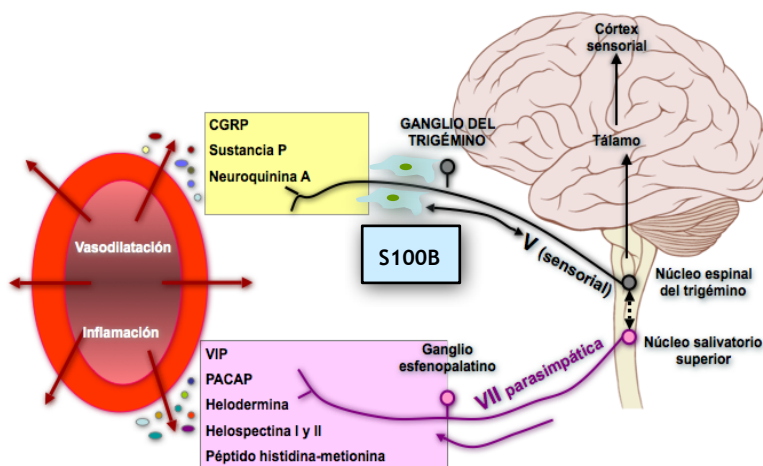 Córtex
sensorial
Tálamo
CGRP
Sustancia P
Neuroquinina A
GANGLIO DEL
TRIGÉMINO
S100B
V (sensorial)
Núcleo espinal
del trigémino
Vasodilatación
Inflamación
Núcleo salivatorio
superior
VII parasimpática
Ganglio
esfenopalatino
VIP
PACAP
Helodermina
Helospectina I y II
Péptido histidina-metionina